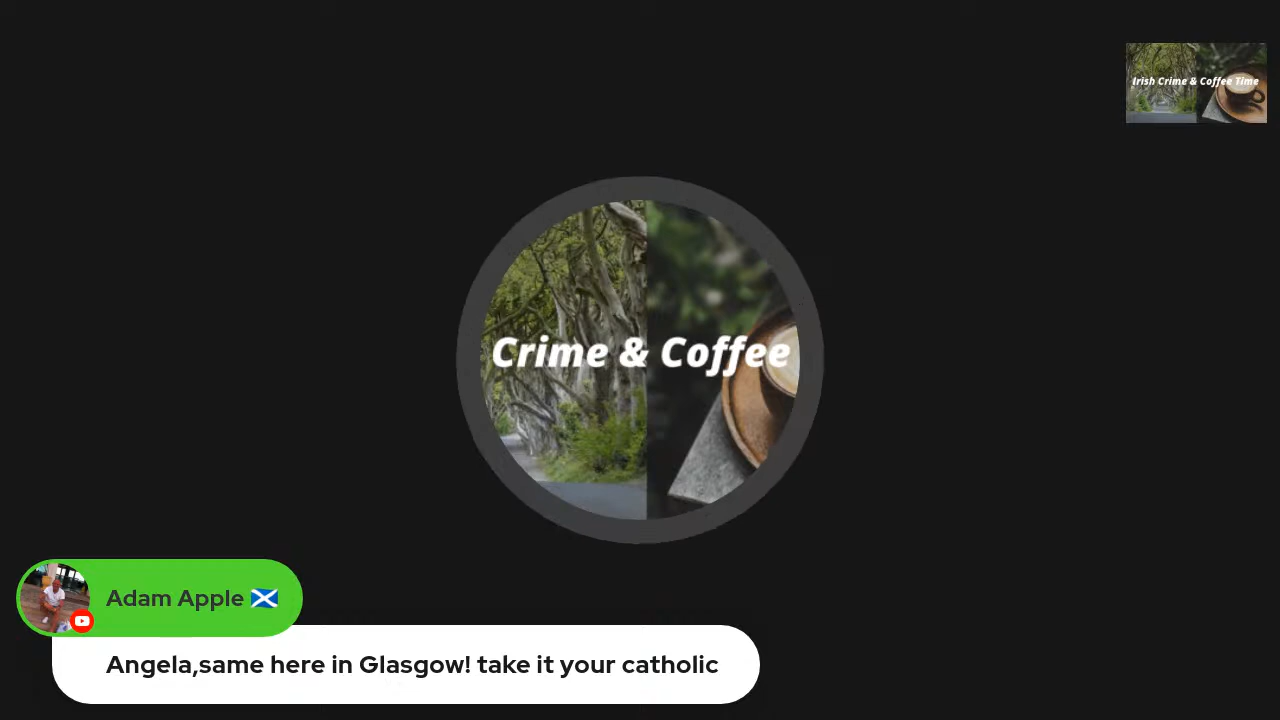 Irish Crime & Coffee Time
Crime & Coffee
Adam Apple
Angela,same here in Glasgow! take it your catholic